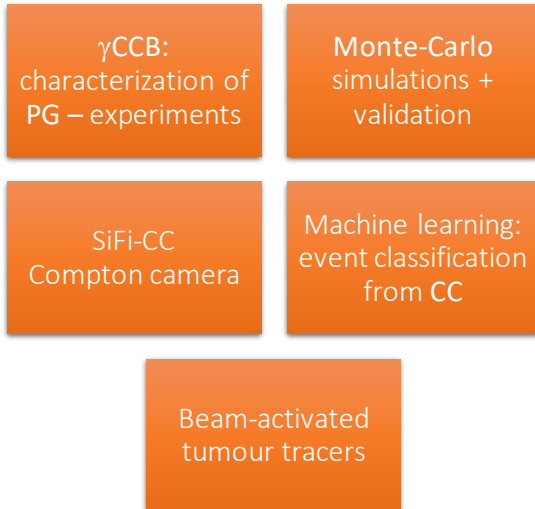 γCCB:
characterization of
PG – experiments
Monte-Carlo
simulations +
validation
SiFi-CC
Compton camera
Machine learning:
event classification
from CC
Beam-activated
tumour tracers